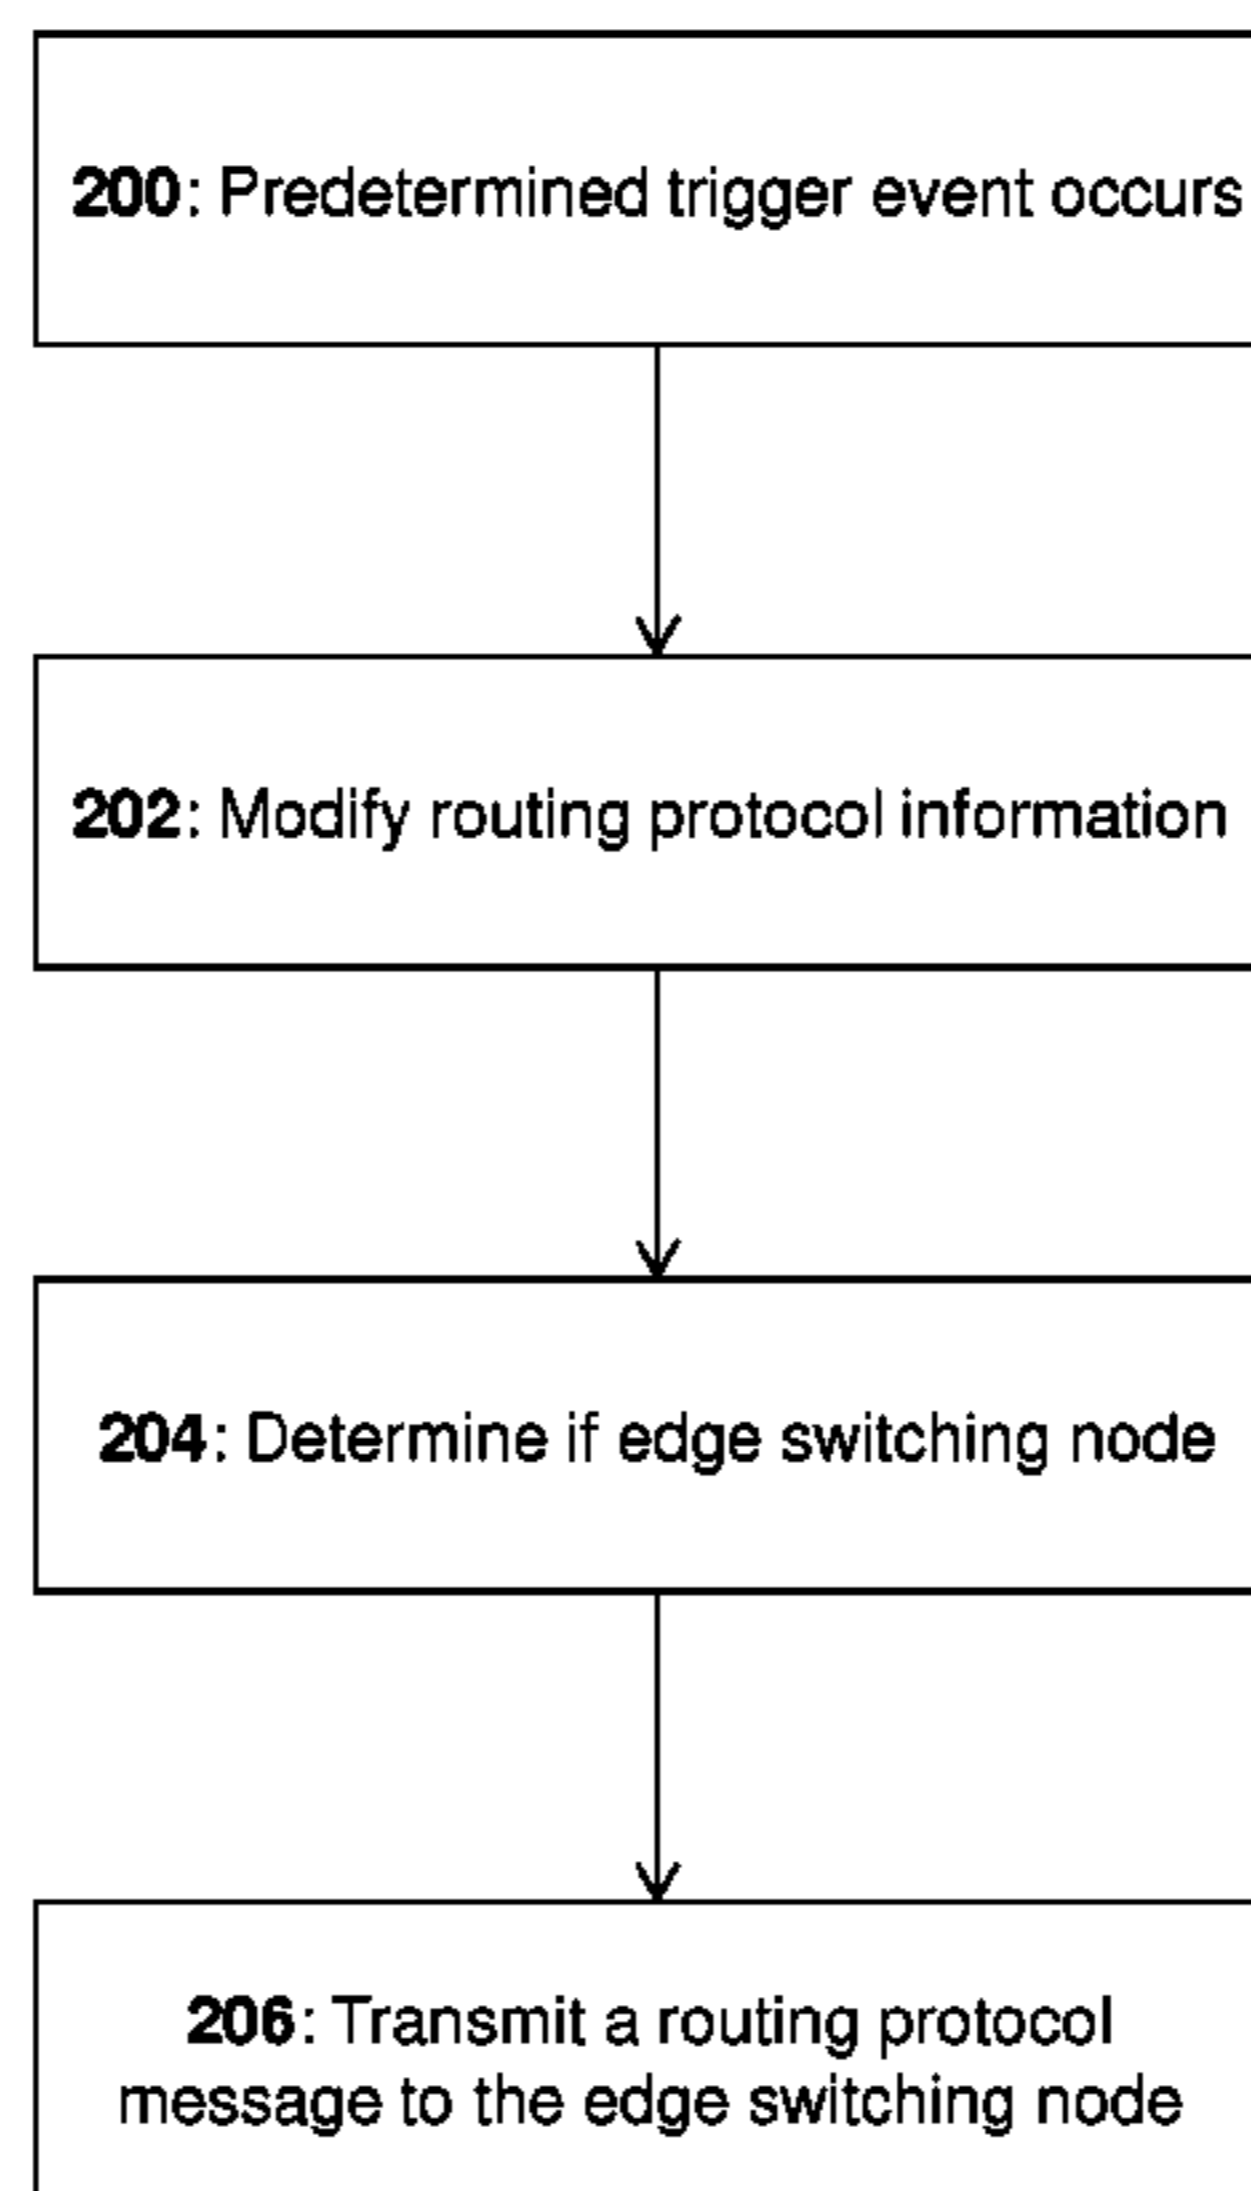 200: Predetermined trigger event occurs
202: Modify routing protocol information
204: Determine if edge switching node
206: Transmit a routing protocol
message to the edge switching node